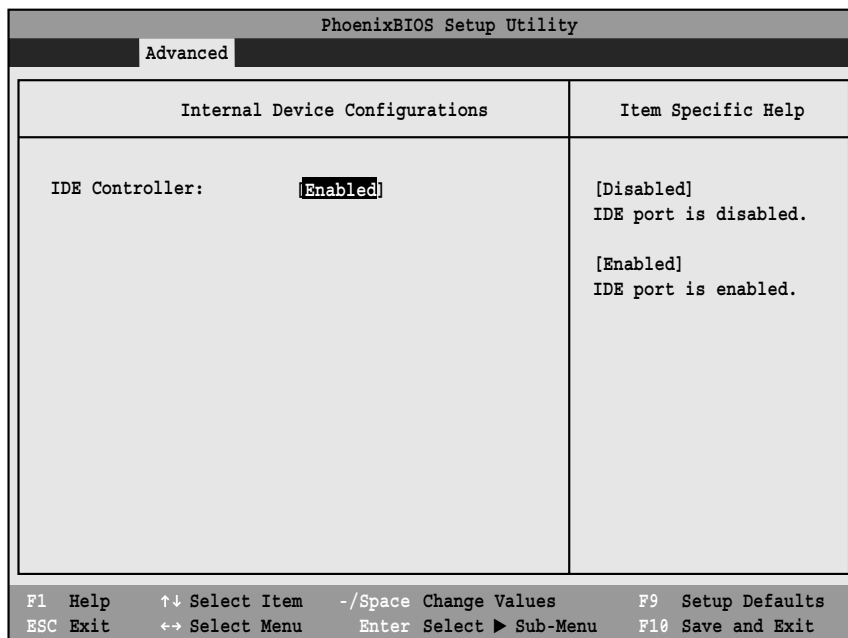 PhoenixBIOS Setup Utility
Advanced
Internal Device Configurations
Item Specific Help
IDE Controller: [Enabled]
[Disabled]
IDE port is disabled.
[Enabled]
IDE port is enabled.
F1 Help ↑↓ Select Item -/Space Change Values F9 Setup Defaults
ESC Exit ←→ Select Menu Enter Select ▶ Sub-Menu F10 Save and Exit